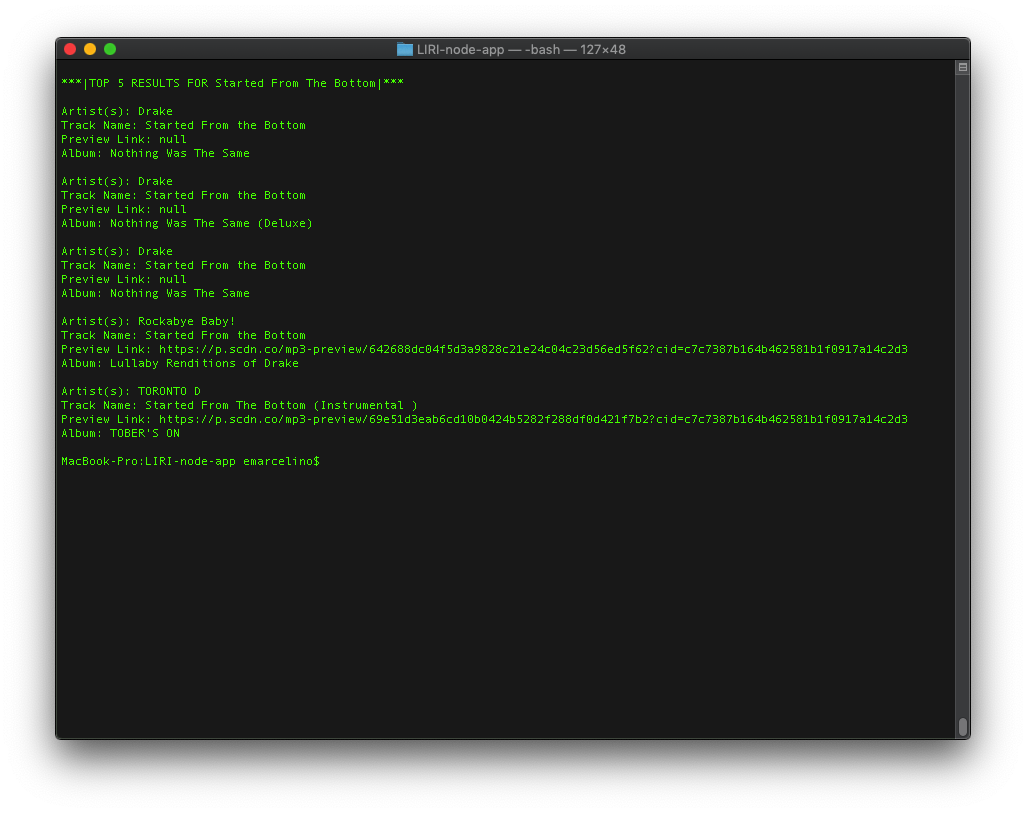 LIRI-node-app — -bash — 127×48
***|TOP 5 RESULTS FOR Started From The Bottom|***
Artist(s): Drake
Track Name: Started From the Bottom
Preview Link: null
Album: Nothing Was The Same
Artist(s): Drake
Track Name: Started From the Bottom
Preview Link: null
Album: Nothing Was The Same (Deluxe)
Artist(s): Drake
Track Name: Started From the Bottom
Preview Link: null
Album: Nothing Was The Same
Artist(s): Rockabye Baby!
Track Name: Started From the Bottom
Preview Link: https://p.scdn.co/mp3-preview/642688dc04f5d3a9828c21e24c04c23d56ed5f62?cid=c7c7387b164b462581b1f0917a14c2d3
Album: Lullaby Renditions of Drake
Artist(s): TORONTO D
Track Name: Started From The Bottom (Instrumental )
Preview Link: https://p.scdn.co/mp3-preview/69e51d3eab6cd10b0424b5282f288df0d421f7b2?cid=c7c7387b164b462581b1f0917a14c2d3
Album: TOBER'S ON
MacBook-Pro:LIRI-node-app emarcelino$